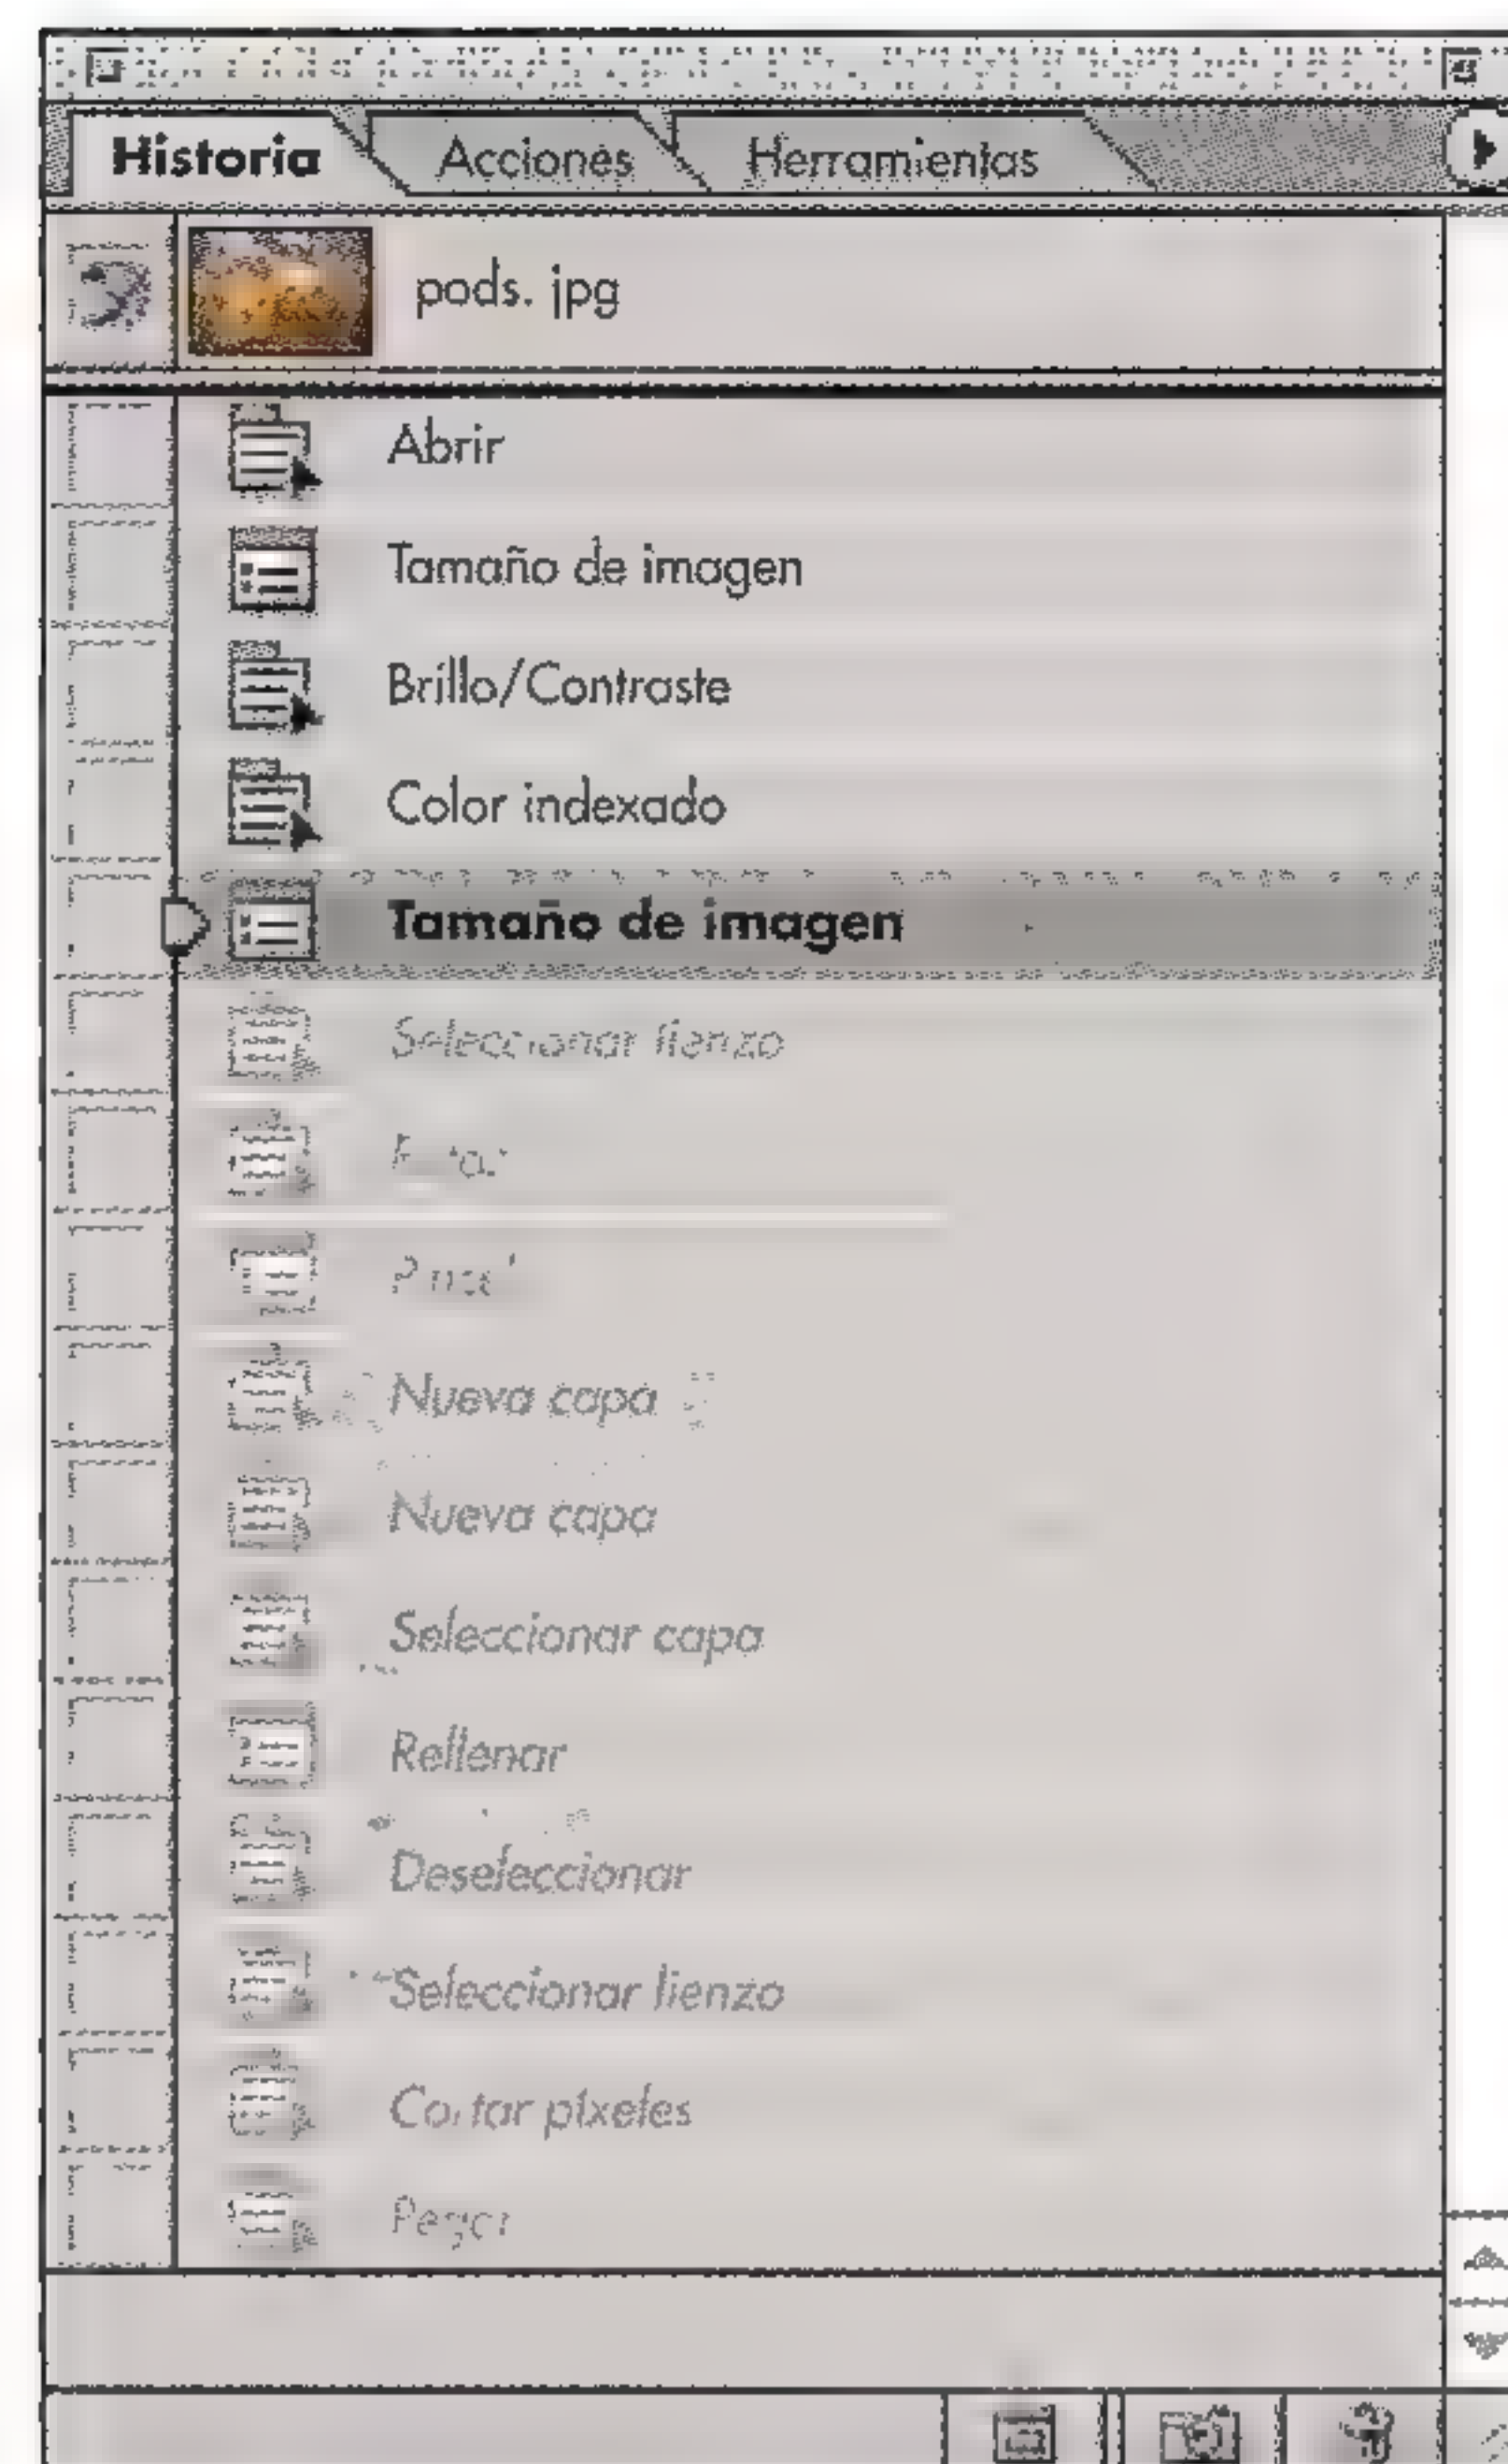 Historia Acciones Herramientas
pods. jpg
Abrir
Tamaño de imagen
Brillo/Contraste
Color indexado
Tamaño de imagen
Seleccionar lienzo
Nueva capa
Nueva capa
Seleccionar capa
Rellenar
Deseleccionar
Seleccionar lienzo
Cortar píxeles
Pegar